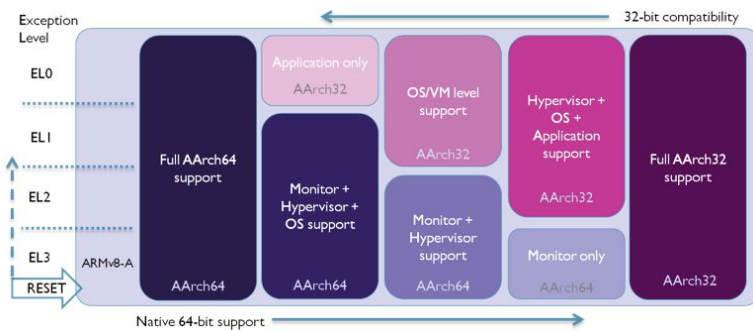 Exception
Level
32-bit compatibility
EL0
EL1
EL2
EL3
RESET
ARMv8-A
Full AArch64
support
AArch64
Application only
AArch32
Monitor +
Hypervisor +
OS support
AArch64
OS/VM level
support
AArch32
Monitor +
Hypervisor
support
AArch64
Hypervisor +
OS +
Application
support
AArch32
Monitor only
AArch64
Full AArch32
support
AArch32
Native 64-bit support